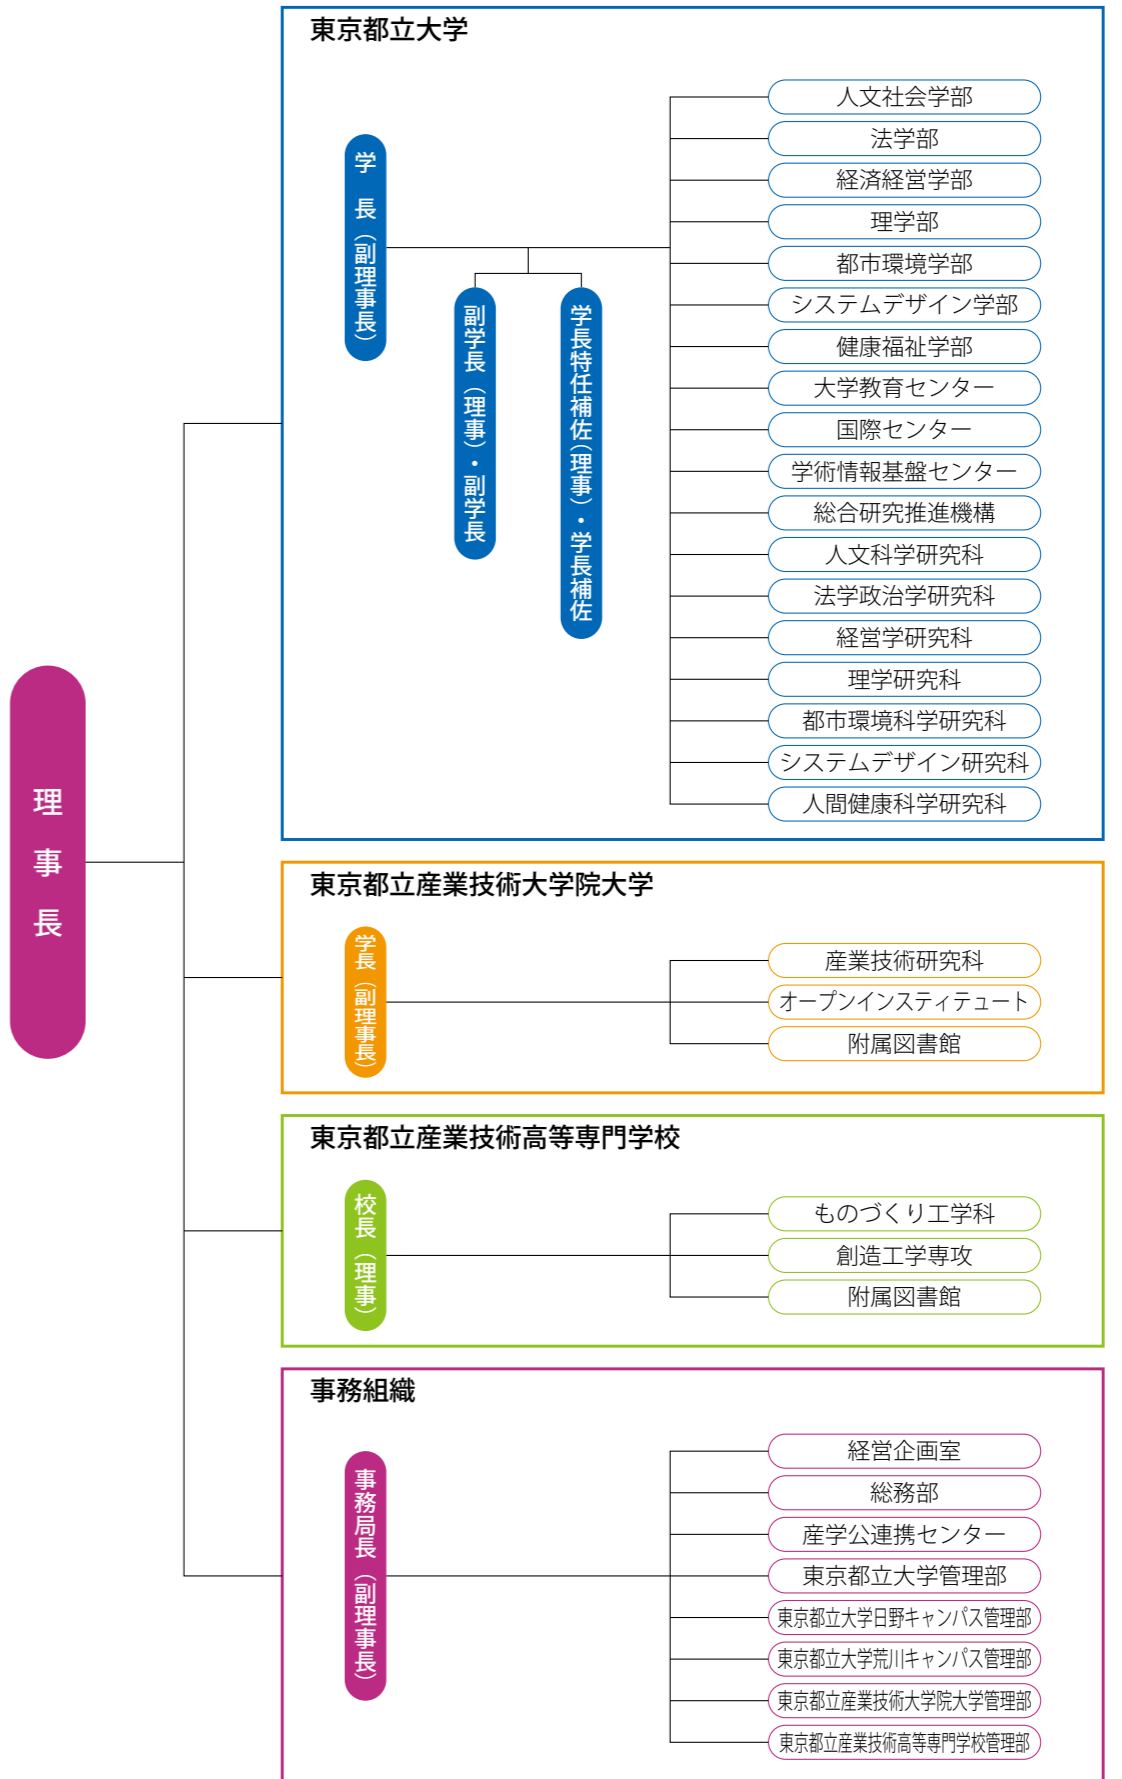 理事長
東京都立大学
学長（副理事長）
副学長（理事）・副学長
学長特任補佐（理事）・学長補佐
人文社会学部
法学部
経済経営学部
理学部
都市環境学部
システムデザイン学部
健康福祉学部
大学教育センター
国際センター
学術情報基盤センター
総合研究推進機構
人文科学研究科
法学政治学研究科
経営学研究科
理学研究科
都市環境科学研究科
システムデザイン研究科
人間健康科学研究科
東京都立産業技術大学院大学
学長（副理事長）
産業技術研究科
オープンインスティテュート
附属図書館
東京都立産業技術高等専門学校
校長（理事）
ものづくり工学科
創造工学専攻
附属図書館
事務組織
事務局長（副理事長）
経営企画室
総務部
産学公連携センター
東京都立大学管理部
東京都立大学日野キャンパス管理部
東京都立大学荒川キャンパス管理部
東京都立産業技術大学院大学管理部
東京都立産業技術高等専門学校管理部